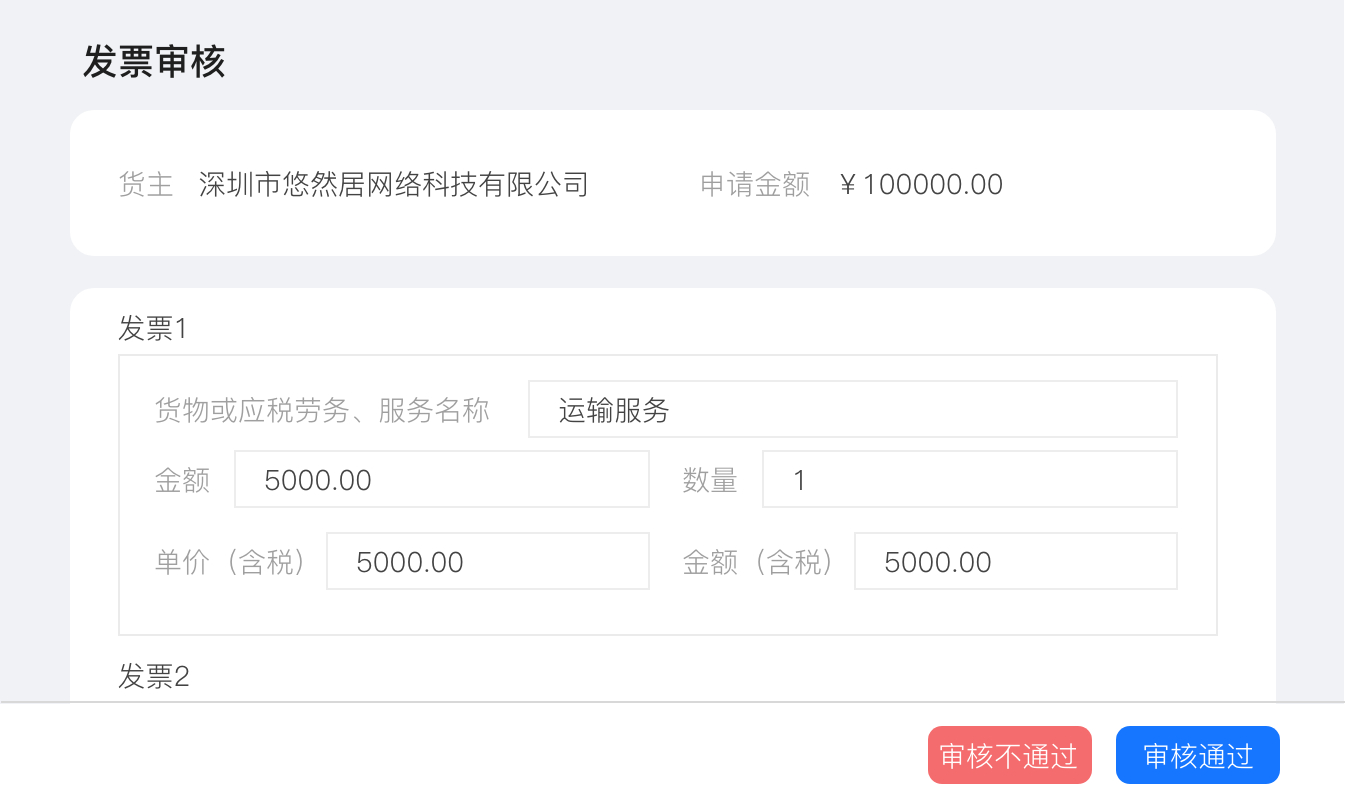 发票审核
货主 深圳市悠然居网络科技有限公司 申请金额 ¥100000.00
发票1
货物或应税劳务、服务名称 运输服务
金额 5000.00 数量 1
单价（含税） 5000.00 金额（含税） 5000.00
发票2
审核不通过 审核通过